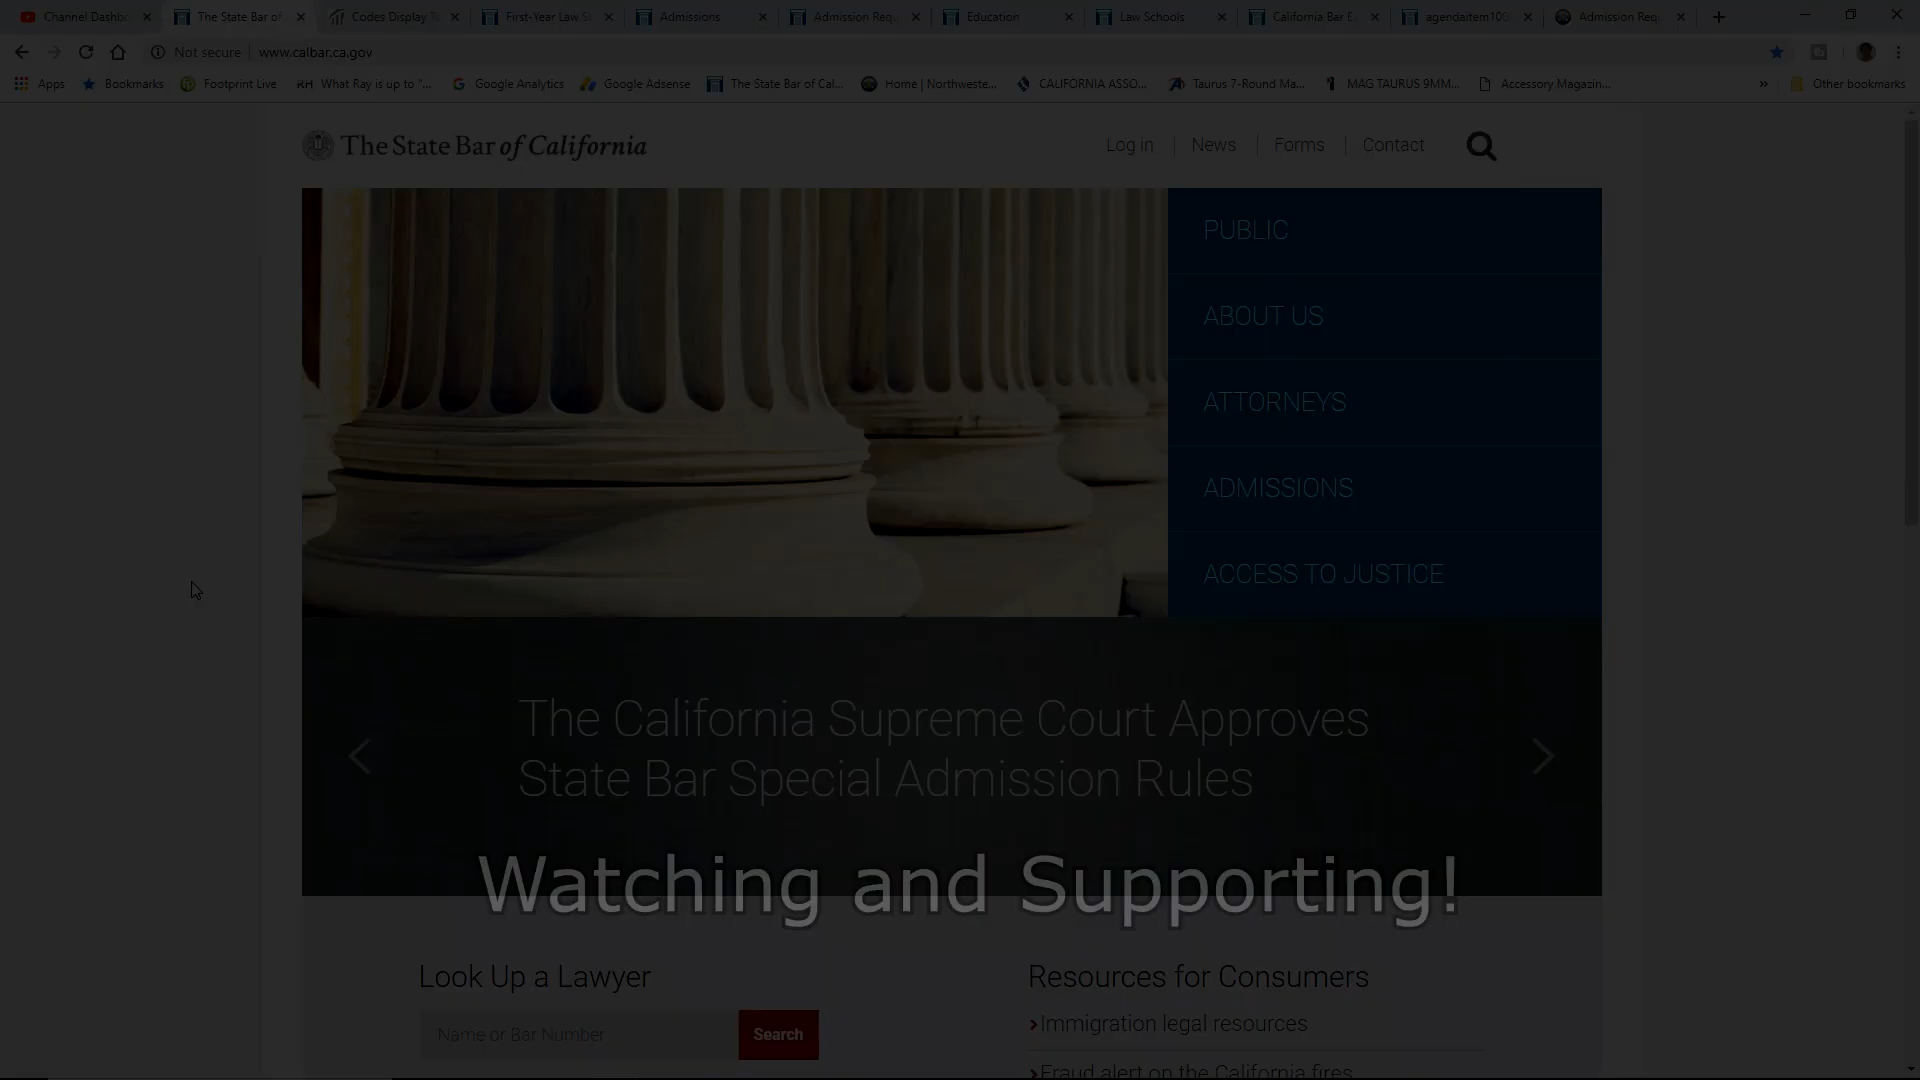 Channel Dashb
The State Bar of
Codes Display T
First-Year Law S
Admissions
Admission Requ
Education
Law Schools
California Bar E
agendaitem100
Admission Req
Not secure
www.calbar.ca.gov
Apps
Bookmarks
Footprint Live
RH What Ray is up to "...
Google Analytics
Google Adsense
The State Bar of Cal...
Home | Northweste...
CALIFORNIA ASSO...
Taurus 7-Round Ma...
MAG TAURUS 9MM...
Accessory Magazin...
»
Other bookmarks
The State Bar of California
Log in
News
Forms
Contact
PUBLIC
ABOUT US
ATTORNEYS
ADMISSIONS
ACCESS TO JUSTICE
The California Supreme Court Approves
State Bar Special Admission Rules
Watching and Supporting!
Look Up a Lawyer
Name or Bar Number
Search
Resources for Consumers
Immigration legal resources
Fraud alert on the California fires